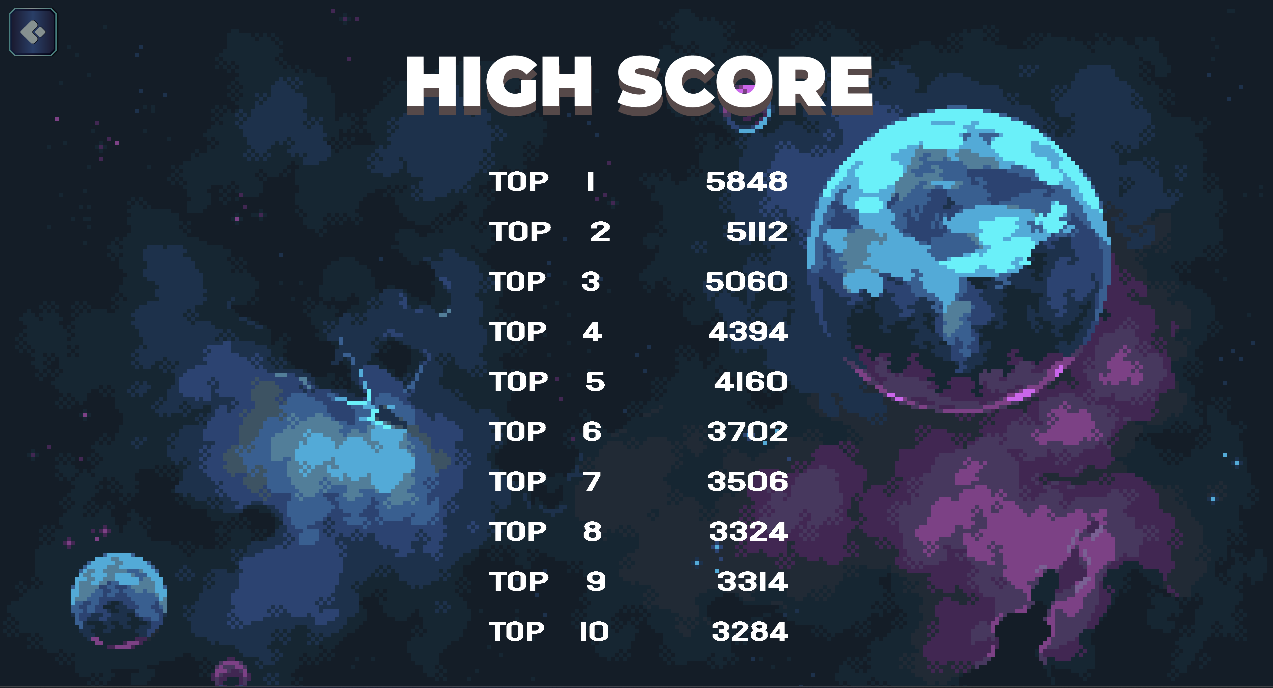 HIGH SCORE
TOP 1 5848
TOP 2 5112
TOP 3 5060
TOP 4 4394
TOP 5 4160
TOP 6 3702
TOP 7 3506
TOP 8 3324
TOP 9 3314
TOP 10 3284